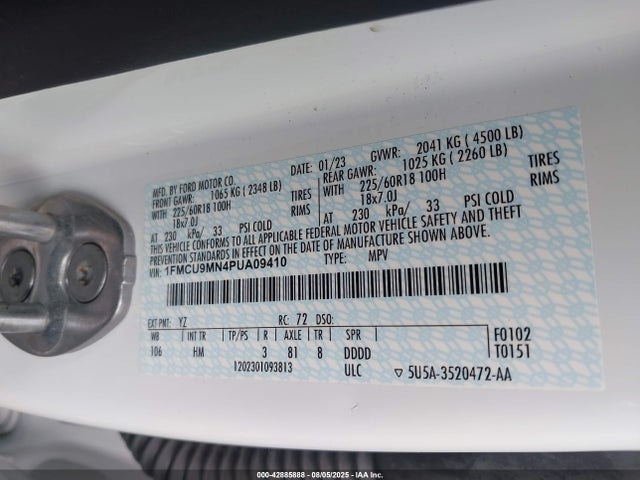 MFD. BY FORD MOTOR CO.
DATE: 01/23 GVWR: 2041 KG ( 4500 LB)
FRONT GAWR: 1065 KG ( 2348 LB) REAR GAWR: 1025 KG ( 2260 LB)
WITH 225/60R18 100H TIRES WITH 225/60R18 100H TIRES
18x7.0J RIMS 18x7.0J RIMS
AT 230 kPa/ 33 PSI COLD AT 230 kPa/ 33 PSI COLD
THIS VEHICLE CONFORMS TO ALL APPLICABLE FEDERAL MOTOR VEHICLE SAFETY AND THEFT
PREVENTION STANDARDS IN EFFECT ON THE DATE OF MANUFACTURE SHOWN ABOVE.
VIN: 1FMCU9MN4PUA09410 TYPE: MPV
EXT PNT: YZ RC: 72 DSO: F0102
WB INT TR TP/PS R AXLE TR SPR T0151
106 HM 3 81 8 DDDD
1202301093813 ULC ▽ 5U5A-3520472-AA
000-42885888 - 08/05/2025 - IAA Inc.